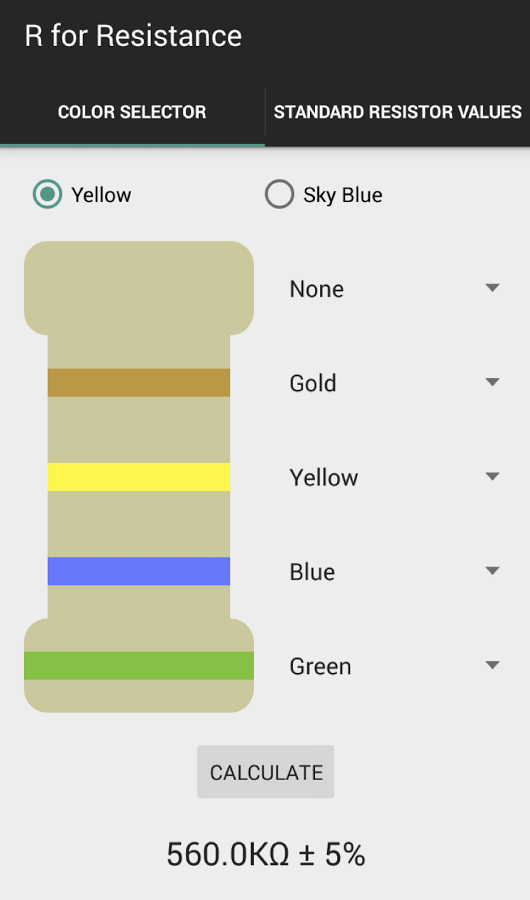 R for Resistance
COLOR SELECTOR
STANDARD RESISTOR VALUES
Yellow
Sky Blue
None
Gold
Yellow
Blue
Green
CALCULATE
560.0KΩ ± 5%